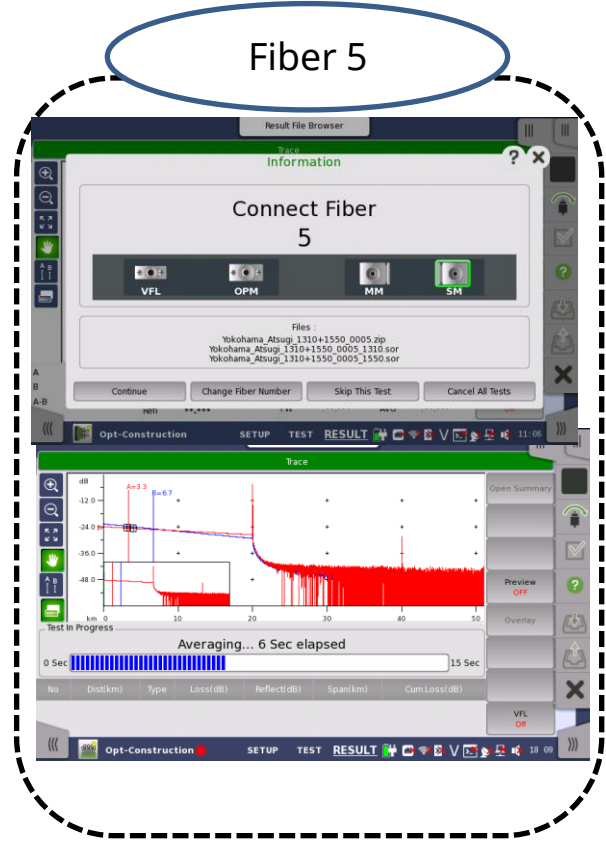 Fiber 5
Result File Browser
Trace
Information
?
Connect Fiber
5
VFL OPM MM SM
Files :
Yokohama_Atsugi_1310+1550_0005.zip
Yokohama_Atsugi_1310+1550_0005_1310.sor
Yokohama_Atsugi_1310+1550_0005_1550.sor
A
B
A-B
Continue Change Fiber Number Skip This Test Cancel All Tests
Opt-Construction SETUP TEST RESULT 11:06
Trace
dB
A=3.3
B=6.7
-12.0
-24.0
-36.0
-48.0
km 0 10 20 30 40 50
Open Summary
Preview
OFF
Overlay
Test In Progress
Averaging... 6 Sec elapsed
0 Sec 15 Sec
No Dist(km) Type Loss(dB) Reflect(dB) Span(km) Cum.Loss(dB)
VFL
Off
Opt-Construction SETUP TEST RESULT 18 09